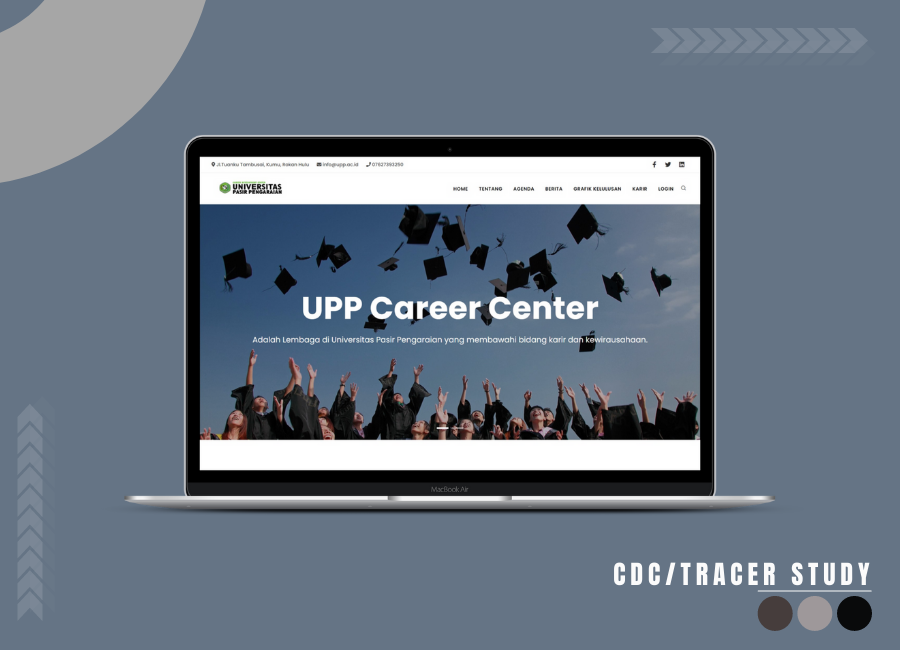 Jl.Tuanku Tambusai, Kumu, Rokan Hulu info@upp.ac.id 07627393350
UNIVERSITAS
PASIR PENGARAIAN
HOME TENTANG AGENDA BERITA GRAFIK KELULUSAN KARIR LOGIN
UPP Career Center
Adalah Lembaga di Universitas Pasir Pengaraian yang membawahi bidang karir dan kewirausahaan.
MacBook Air
CDC/TRACER STUDY